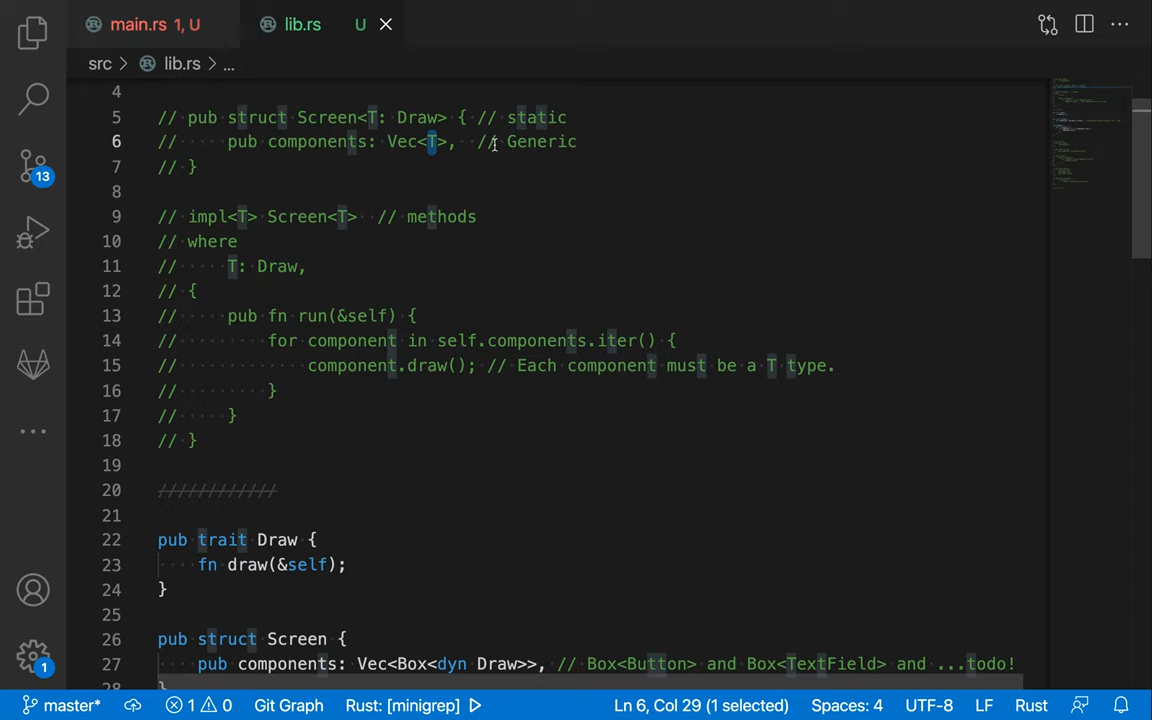 main.rs 1, U
lib.rs U
src > lib.rs > ...
4
5 // pub struct Screen<T: Draw> { // static
6 //     pub components: Vec<T>,  // Generic
7 // }
8
9 // impl<T> Screen<T>  // methods
10 // where
11 //     T: Draw,
12 // {
13 //     pub fn run(&self) {
14 //         for component in self.components.iter() {
15 //             component.draw(); // Each component must be a T type.
16 //         }
17 //     }
18 // }
19
20 ////////////
21
22 pub trait Draw {
23     fn draw(&self);
24 }
25
26 pub struct Screen {
27     pub components: Vec<Box<dyn Draw>>, // Box<Button> and Box<TextField> and ...todo!
28 }
13
1
master* 1 0 Git Graph Rust: [minigrep] Ln 6, Col 29 (1 selected) Spaces: 4 UTF-8 LF Rust